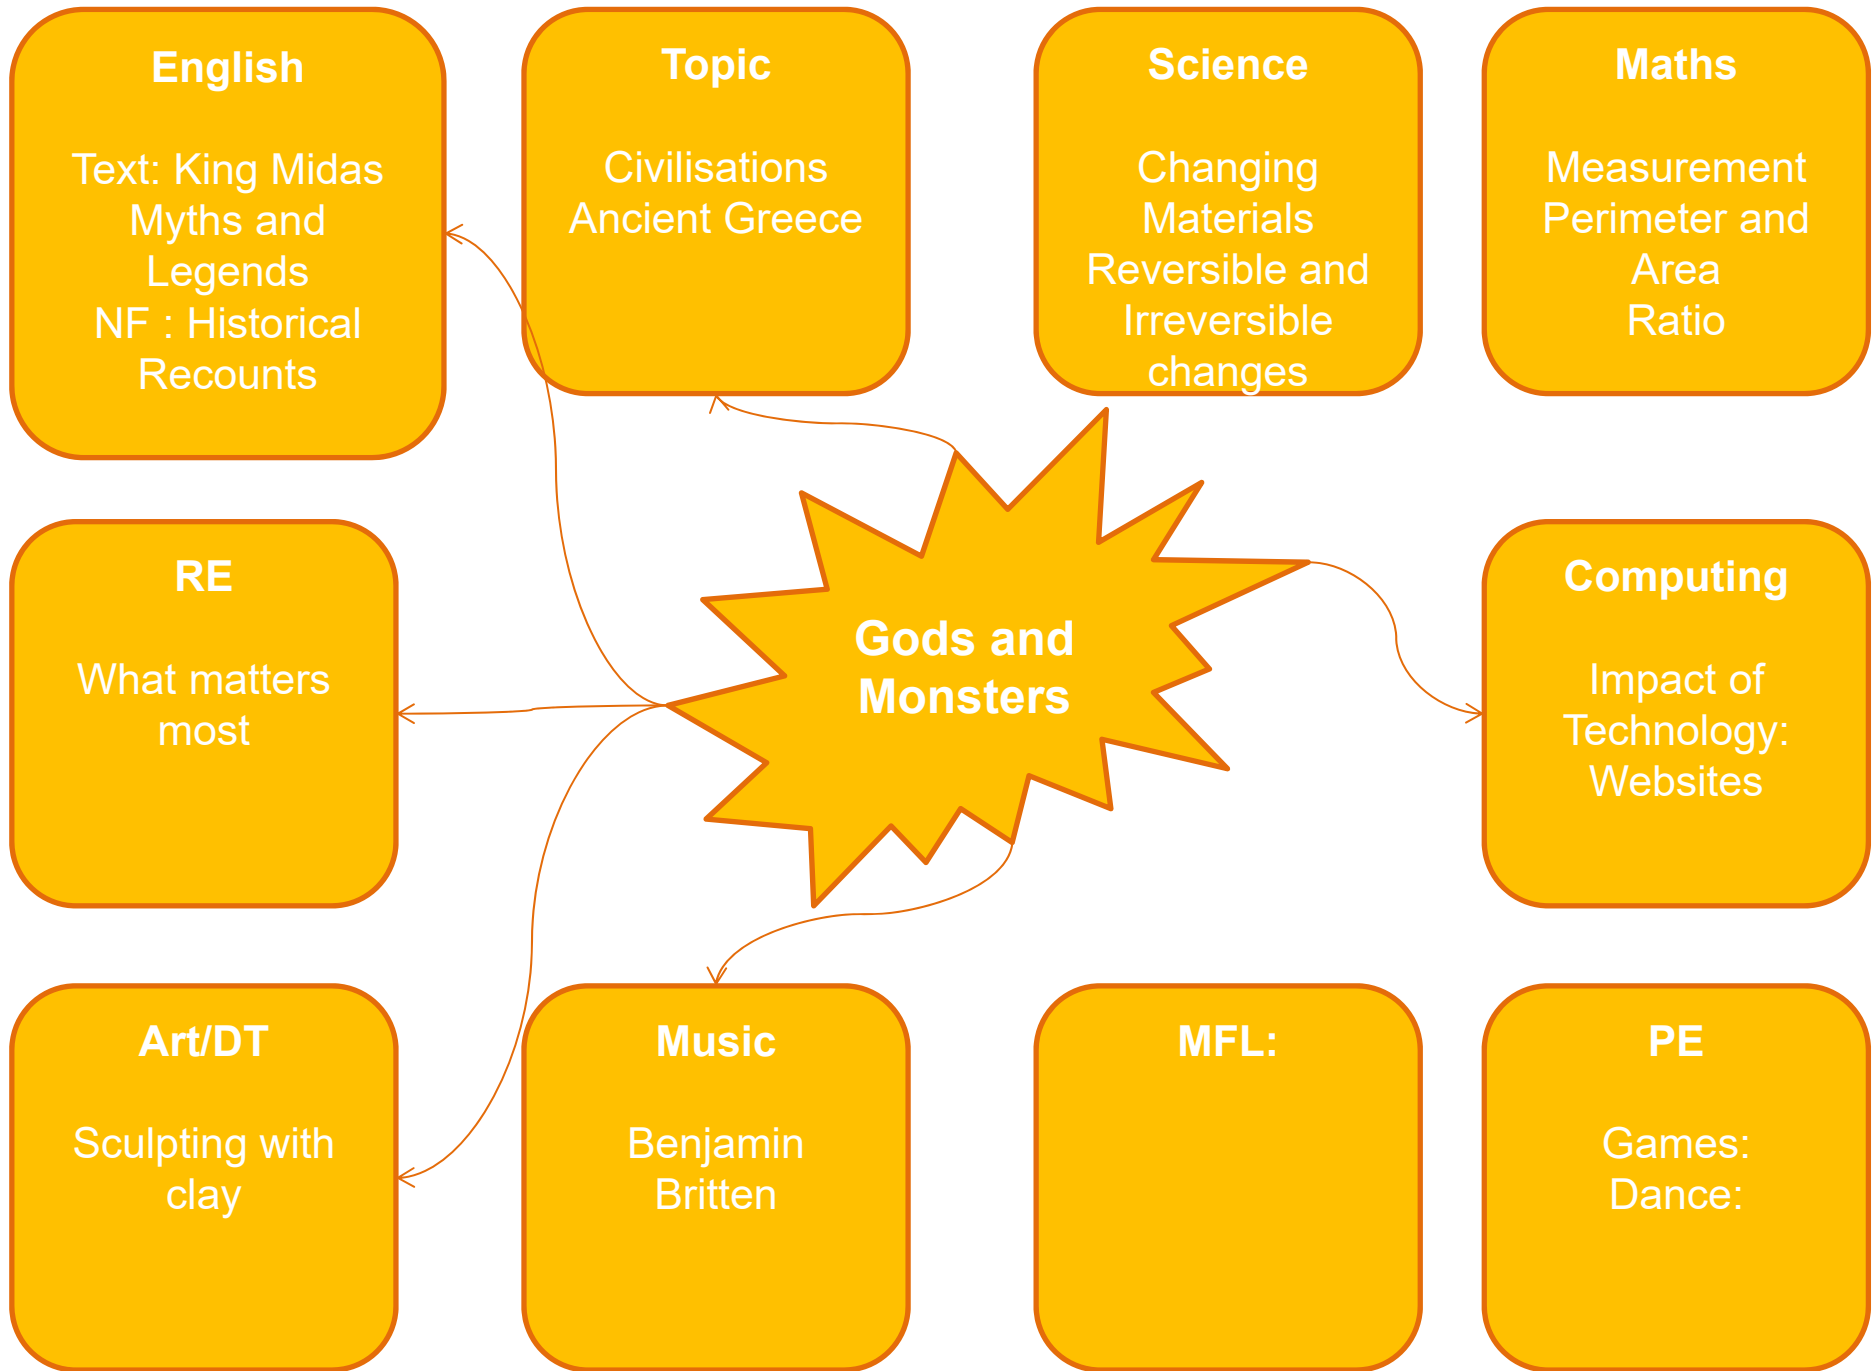 English
Text: King Midas
Myths and
Legends
NF : Historical
Recounts
Topic
Civilisations
Ancient Greece
Science
Changing
Materials
Reversible and
Irreversible
changes
Maths
Measurement
Perimeter and
Area
Ratio
RE
What matters
most
Gods and
Monsters
Computing
Impact of
Technology:
Websites
Art/DT
Sculpting with
clay
Music
Benjamin
Britten
MFL:
PE
Games:
Dance: